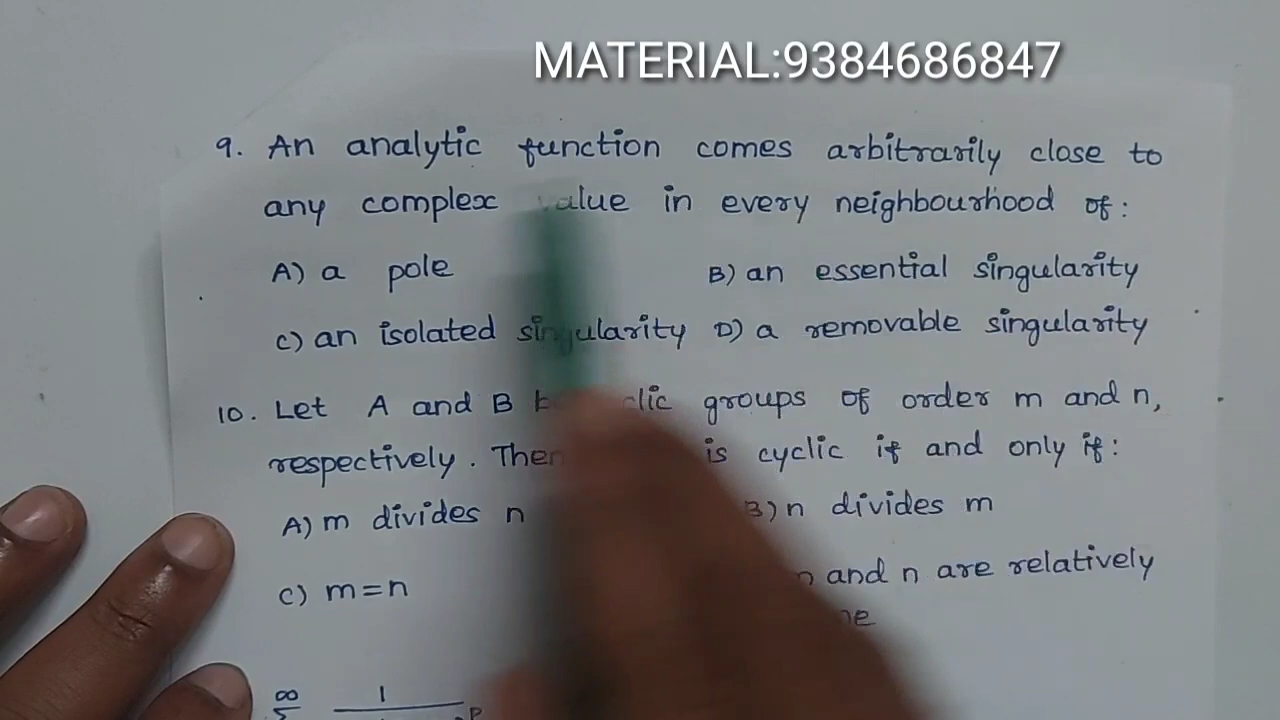 MATERIAL:9384686847
9. An analytic function comes arbitrarily close to
any complex value in every neighbourhood of:
A) a pole B) an essential singularity
C) an isolated singularity D) a removable singularity
10. Let A and B groups of order m and n,
respectively. Then is cyclic if and only if:
A) m divides n B) n divides m
C) m=n and n are relatively
∞ 1
Σ P